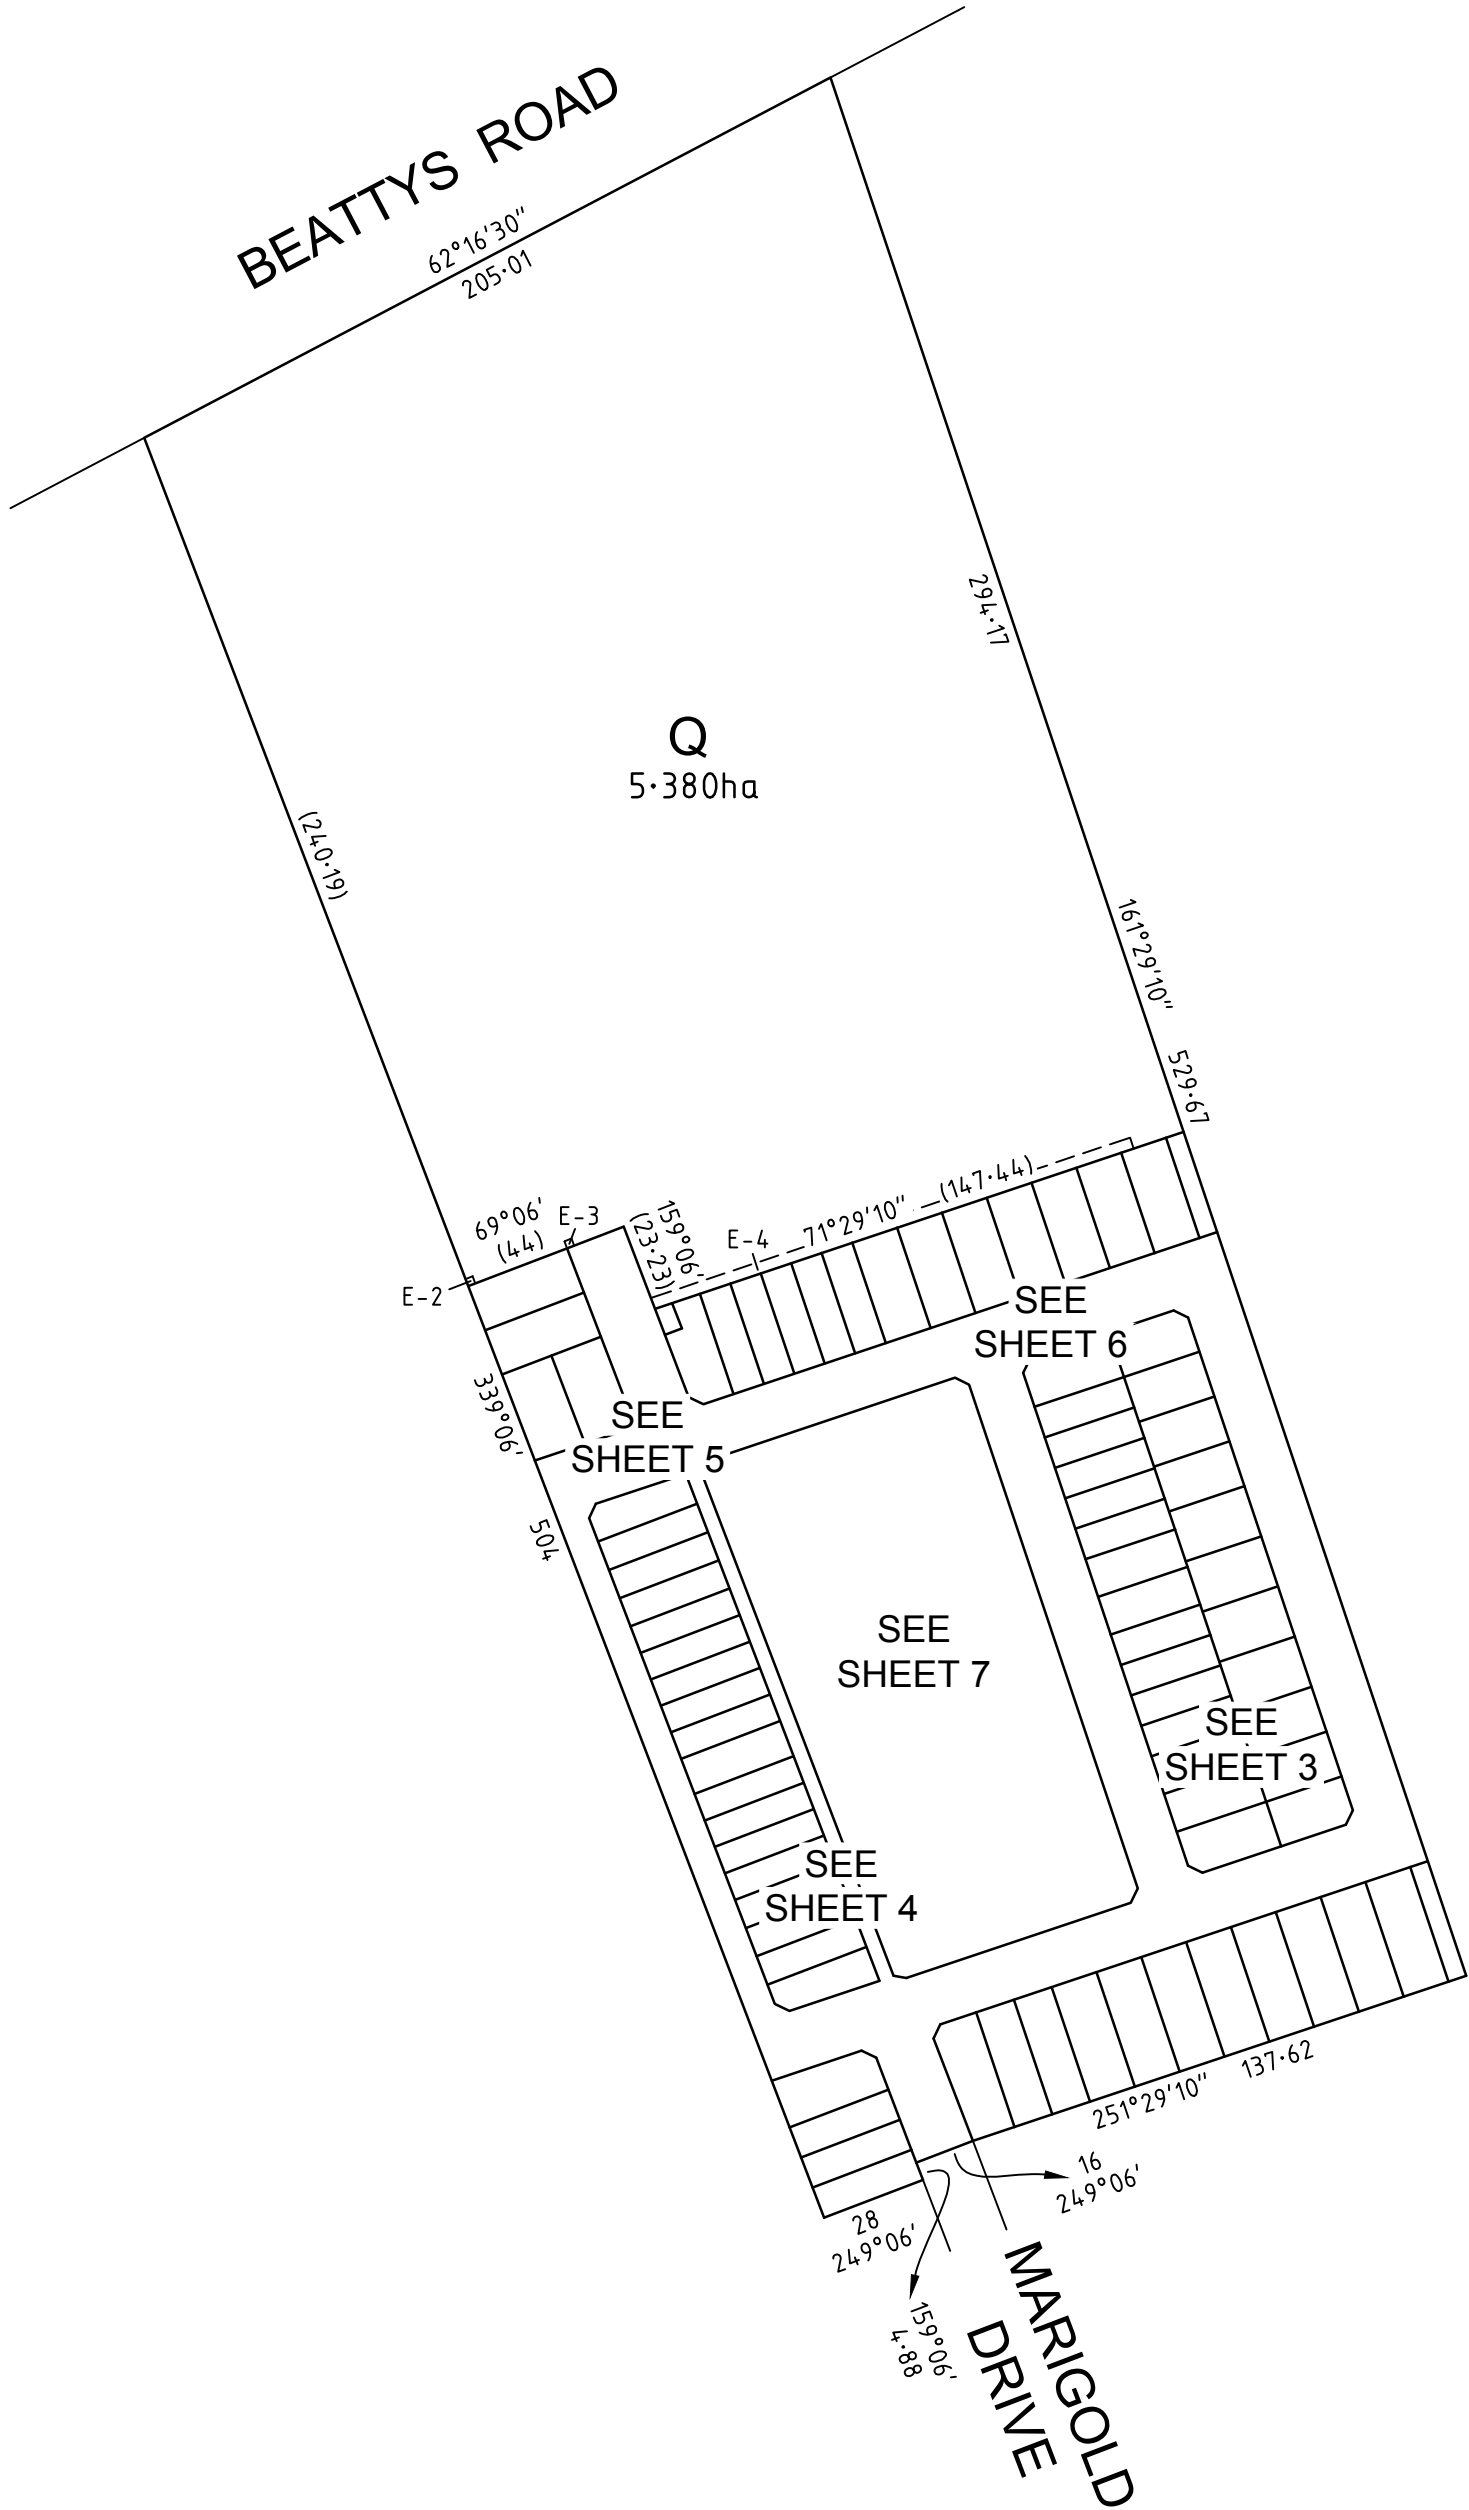 BEATTYS ROAD
62°16'30"
205·01
294·17
Q
5·380ha
(240·19)
161°29'10"
529·67
69°06'
(44)
E-3
159°06'
(23·23)
E-4
71°29'10"
(147·44)
E-2
SEE
SHEET 6
339°06'
SEE
SHEET 5
504
SEE
SHEET 7
SEE
SHEET 3
SEE
SHEET 4
137·62
251°29'10"
16
249°06'
28
249°06'
159°06'
4·88
MARIGOLD
DRIVE